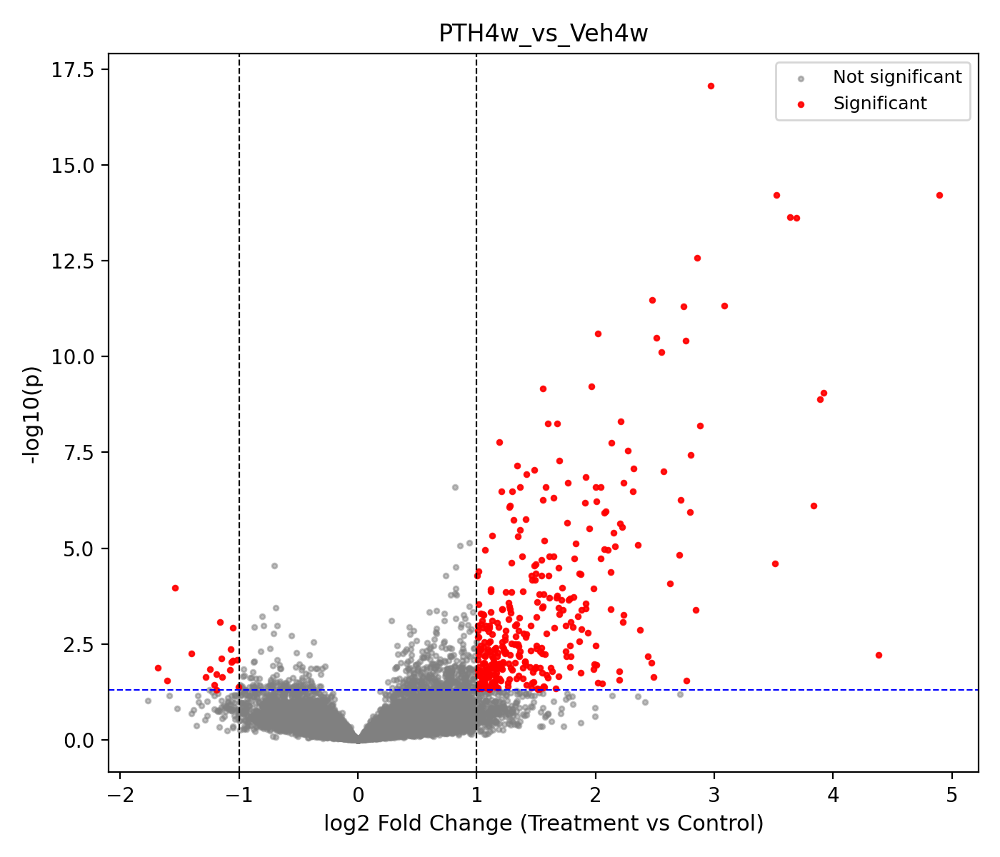 PTH4w_vs_Veh4w
Not significant
Significant
17.5
15.0
12.5
10.0
7.5
5.0
2.5
0.0
-log10(p)
−2 −1 0 1 2 3 4 5
log2 Fold Change (Treatment vs Control)